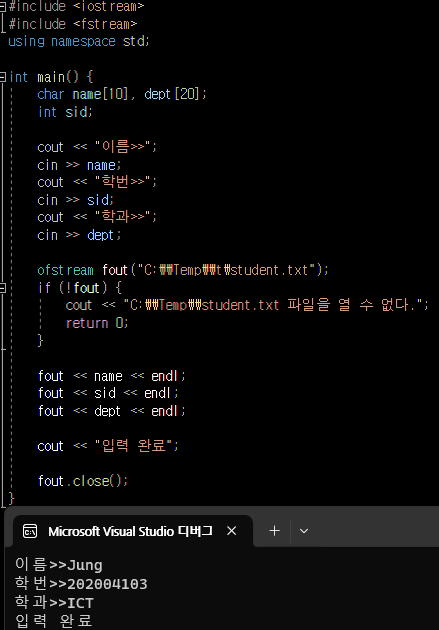 #include <iostream>
#include <fstream>
using namespace std;
int main() {
char name[10], dept[20];
int sid;
cout << "이름>>";
cin >> name;
cout << "학번>>";
cin >> sid;
cout << "학과>>";
cin >> dept;
ofstream fout("C:₩₩Temp₩₩t₩student.txt");
if (!fout) {
cout << "C:₩₩Temp₩₩student.txt 파일을 열 수 없다.";
return 0;
}
fout << name << endl;
fout << sid << endl;
fout << dept << endl;
cout << "입력 완료";
fout.close();
}
Microsoft Visual Studio 디버그
이름>>Jung
학번>>202004103
학과>>ICT
입력 완료